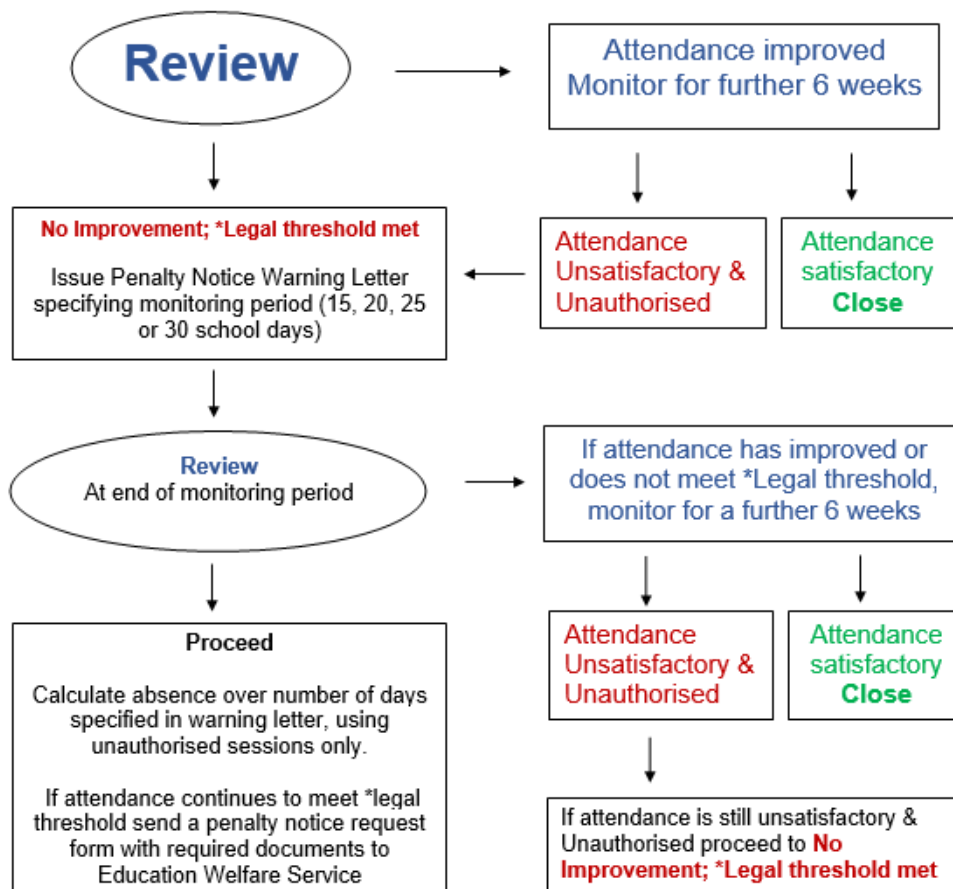 Review
Attendance improved
Monitor for further 6 weeks
No Improvement; *Legal threshold met
Issue Penalty Notice Warning Letter
specifying monitoring period (15, 20, 25
or 30 school days)
Attendance
Unsatisfactory &
Unauthorised
Attendance
satisfactory
Close
Review
At end of monitoring period
If attendance has improved or
does not meet *Legal threshold,
monitor for a further 6 weeks
Proceed
Calculate absence over number of days
specified in warning letter, using
unauthorised sessions only.
If attendance continues to meet *legal
threshold send a penalty notice request
form with required documents to
Education Welfare Service
Attendance
Unsatisfactory &
Unauthorised
Attendance
satisfactory
Close
If attendance is still unsatisfactory &
Unauthorised proceed to No
Improvement; *Legal threshold met